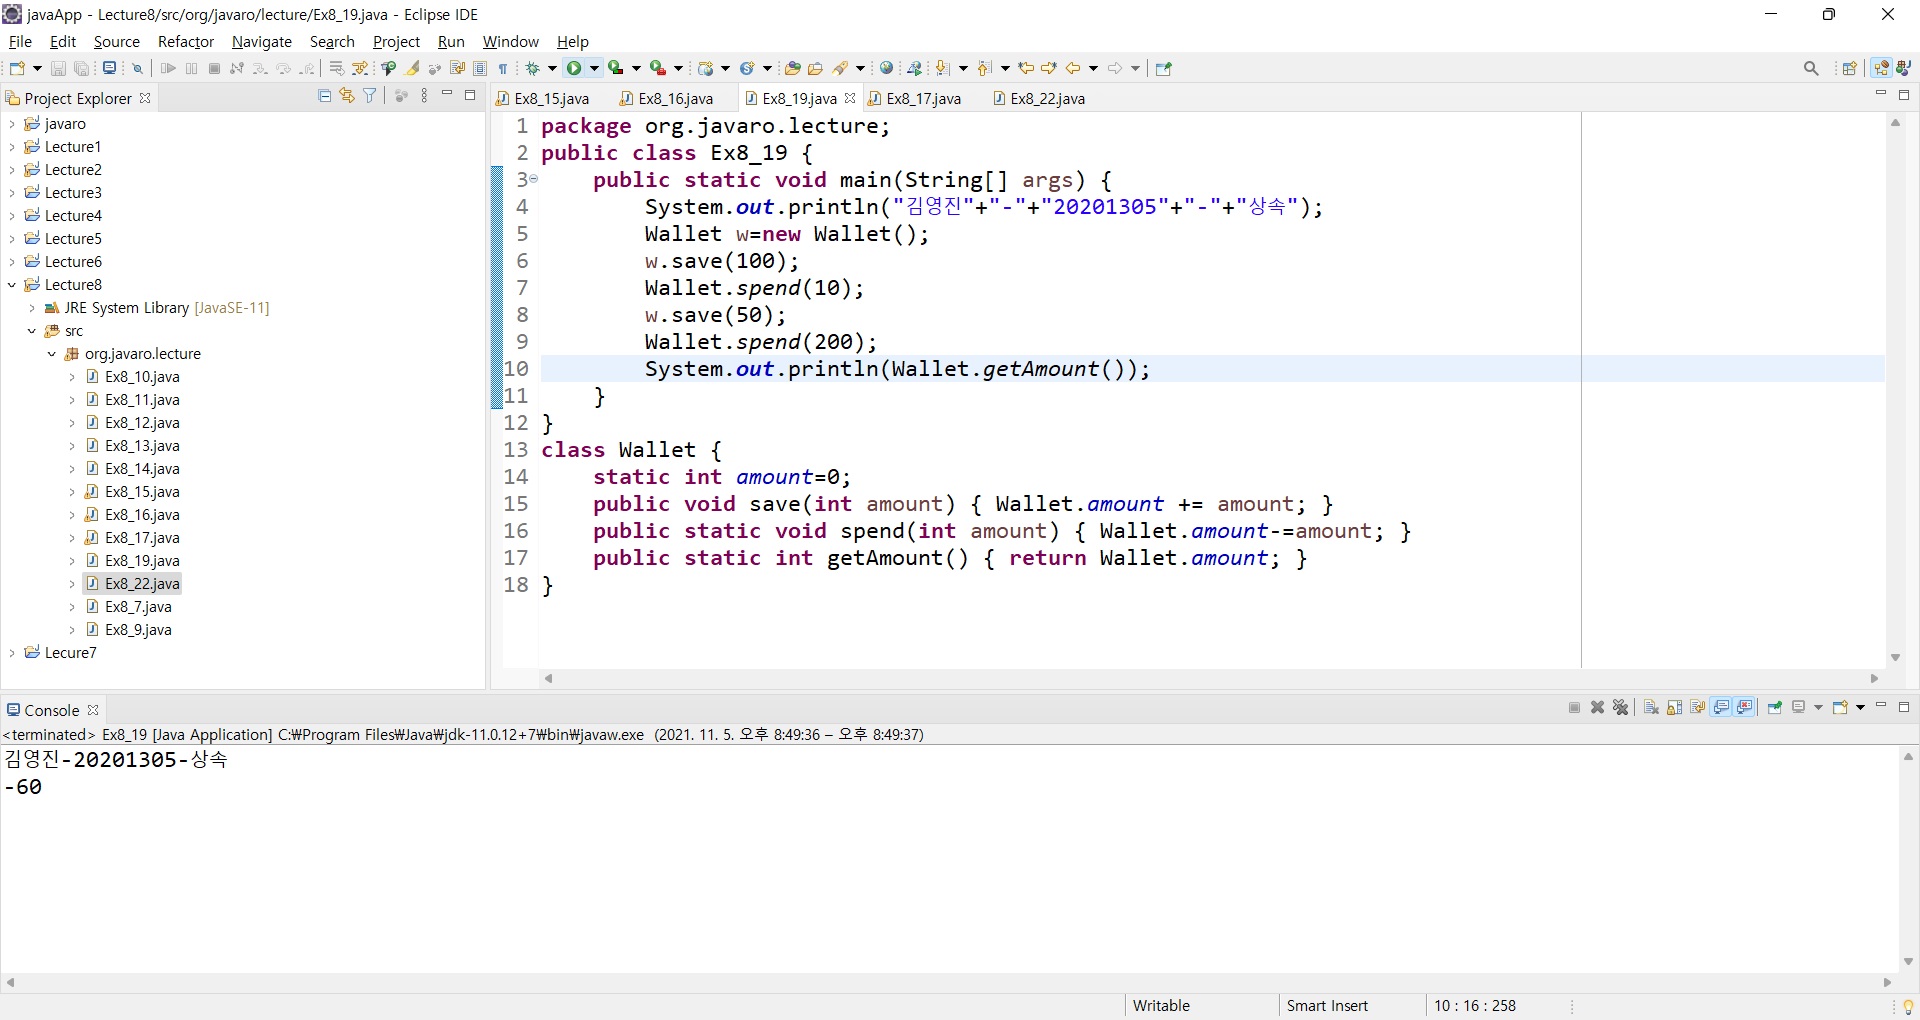 javaApp - Lecture8/src/org/javaro/lecture/Ex8_19.java - Eclipse IDE
File Edit Source Refactor Navigate Search Project Run Window Help
Project Explorer
javaro
Lecture1
Lecture2
Lecture3
Lecture4
Lecture5
Lecture6
Lecture8
JRE System Library [JavaSE-11]
src
org.javaro.lecture
Ex8_10.java
Ex8_11.java
Ex8_12.java
Ex8_13.java
Ex8_14.java
Ex8_15.java
Ex8_16.java
Ex8_17.java
Ex8_19.java
Ex8_22.java
Ex8_7.java
Ex8_9.java
Lecure7
Ex8_15.java Ex8_16.java Ex8_19.java Ex8_17.java Ex8_22.java
1 package org.javaro.lecture;
2 public class Ex8_19 {
3 public static void main(String[] args) {
4 System.out.println("김영진"+"-"+"20201305"+"-"+"상속");
5 Wallet w=new Wallet();
6 w.save(100);
7 Wallet.spend(10);
8 w.save(50);
9 Wallet.spend(200);
10 System.out.println(Wallet.getAmount());
11 }
12 }
13 class Wallet {
14 static int amount=0;
15 public void save(int amount) { Wallet.amount += amount; }
16 public static void spend(int amount) { Wallet.amount-=amount; }
17 public static int getAmount() { return Wallet.amount; }
18 }
Console
<terminated> Ex8_19 [Java Application] C:₩Program Files₩Java₩jdk-11.0.12+7₩bin₩javaw.exe (2021. 11. 5. 오후 8:49:36 – 오후 8:49:37)
김영진-20201305-상속
-60
Writable Smart Insert 10 : 16 : 258